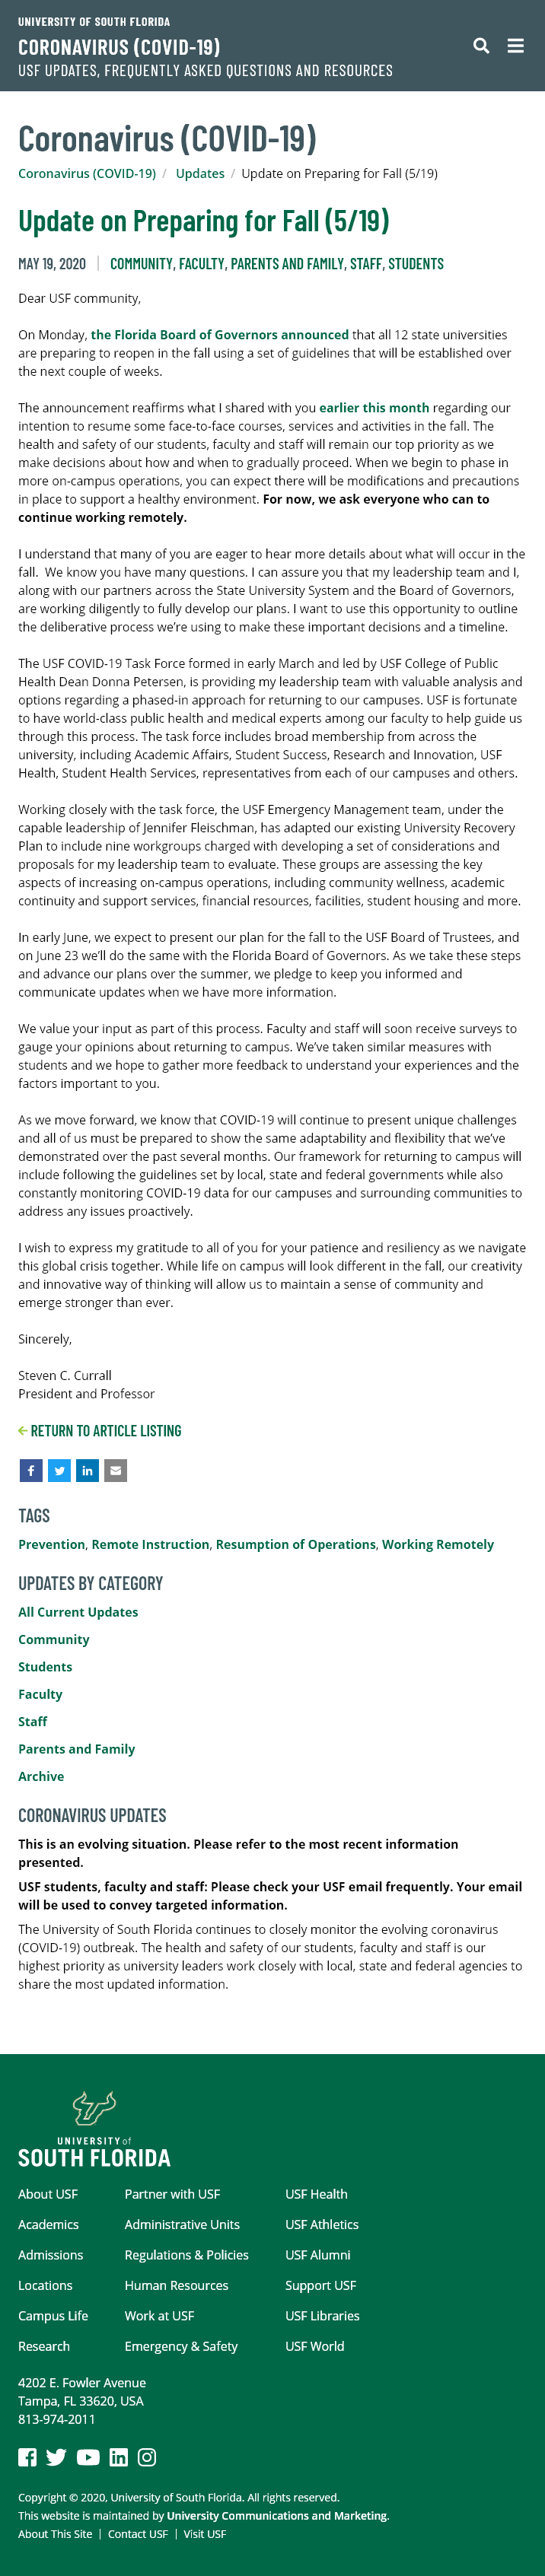 UNIVERSITY OF SOUTH FLORIDA
CORONAVIRUS (COVID-19)
USF UPDATES, FREQUENTLY ASKED QUESTIONS AND RESOURCES
Coronavirus (COVID-19)
Coronavirus (COVID-19) / Updates / Update on Preparing for Fall (5/19)
Update on Preparing for Fall (5/19)
MAY 19, 2020 | COMMUNITY, FACULTY, PARENTS AND FAMILY, STAFF, STUDENTS
Dear USF community,
On Monday, the Florida Board of Governors announced that all 12 state universities
are preparing to reopen in the fall using a set of guidelines that will be established over
the next couple of weeks.
The announcement reaffirms what I shared with you earlier this month regarding our
intention to resume some face-to-face courses, services and activities in the fall. The
health and safety of our students, faculty and staff will remain our top priority as we
make decisions about how and when to gradually proceed. When we begin to phase in
more on-campus operations, you can expect there will be modifications and precautions
in place to support a healthy environment. For now, we ask everyone who can to
continue working remotely.
I understand that many of you are eager to hear more details about what will occur in the
fall.  We know you have many questions. I can assure you that my leadership team and I,
along with our partners across the State University System and the Board of Governors,
are working diligently to fully develop our plans. I want to use this opportunity to outline
the deliberative process we’re using to make these important decisions and a timeline.
The USF COVID-19 Task Force formed in early March and led by USF College of Public
Health Dean Donna Petersen, is providing my leadership team with valuable analysis and
options regarding a phased-in approach for returning to our campuses. USF is fortunate
to have world-class public health and medical experts among our faculty to help guide us
through this process. The task force includes broad membership from across the
university, including Academic Affairs, Student Success, Research and Innovation, USF
Health, Student Health Services, representatives from each of our campuses and others.
Working closely with the task force, the USF Emergency Management team, under the
capable leadership of Jennifer Fleischman, has adapted our existing University Recovery
Plan to include nine workgroups charged with developing a set of considerations and
proposals for my leadership team to evaluate. These groups are assessing the key
aspects of increasing on-campus operations, including community wellness, academic
continuity and support services, financial resources, facilities, student housing and more.
In early June, we expect to present our plan for the fall to the USF Board of Trustees, and
on June 23 we’ll do the same with the Florida Board of Governors. As we take these steps
and advance our plans over the summer, we pledge to keep you informed and
communicate updates when we have more information.
We value your input as part of this process. Faculty and staff will soon receive surveys to
gauge your opinions about returning to campus. We’ve taken similar measures with
students and we hope to gather more feedback to understand your experiences and the
factors important to you.
As we move forward, we know that COVID-19 will continue to present unique challenges
and all of us must be prepared to show the same adaptability and flexibility that we’ve
demonstrated over the past several months. Our framework for returning to campus will
include following the guidelines set by local, state and federal governments while also
constantly monitoring COVID-19 data for our campuses and surrounding communities to
address any issues proactively.
I wish to express my gratitude to all of you for your patience and resiliency as we navigate
this global crisis together. While life on campus will look different in the fall, our creativity
and innovative way of thinking will allow us to maintain a sense of community and
emerge stronger than ever.
Sincerely,
Steven C. Currall
President and Professor
RETURN TO ARTICLE LISTING
TAGS
Prevention, Remote Instruction, Resumption of Operations, Working Remotely
UPDATES BY CATEGORY
All Current Updates
Community
Students
Faculty
Staff
Parents and Family
Archive
CORONAVIRUS UPDATES
This is an evolving situation. Please refer to the most recent information
presented.
USF students, faculty and staff: Please check your USF email frequently. Your email
will be used to convey targeted information.
The University of South Florida continues to closely monitor the evolving coronavirus
(COVID-19) outbreak. The health and safety of our students, faculty and staff is our
highest priority as university leaders work closely with local, state and federal agencies to
share the most updated information.
UNIVERSITY of
SOUTH FLORIDA
About USF Partner with USF USF Health
Academics Administrative Units USF Athletics
Admissions Regulations & Policies USF Alumni
Locations Human Resources Support USF
Campus Life Work at USF USF Libraries
Research Emergency & Safety USF World
4202 E. Fowler Avenue
Tampa, FL 33620, USA
813-974-2011
Copyright © 2020, University of South Florida. All rights reserved.
This website is maintained by University Communications and Marketing.
About This Site | Contact USF | Visit USF